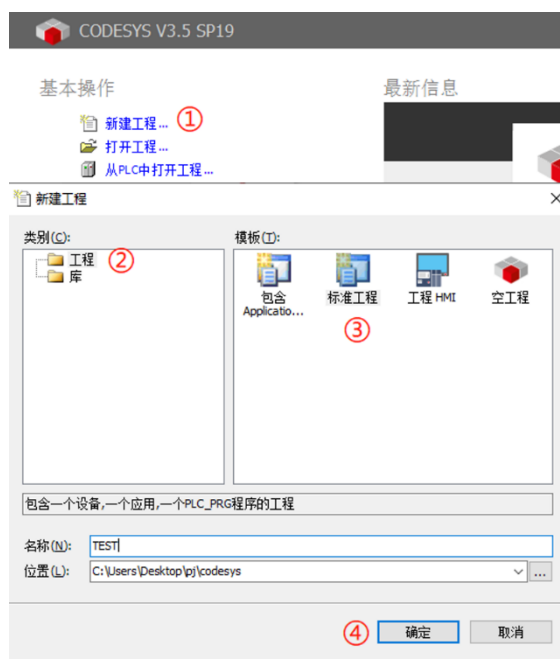 CODESYS V3.5 SP19
基本操作
最新信息
新建工程... ①
打开工程...
从PLC中打开工程...
新建工程
类别(C):
模板(T):
工程 ②
库
包含 Applicatio...
标准工程
工程 HMI
空工程
③
包含一个设备,一个应用,一个PLC_PRG程序的工程
名称(N): TEST
位置(L): C:\Users\Desktop\pj\codesys ...
④ 确定 取消